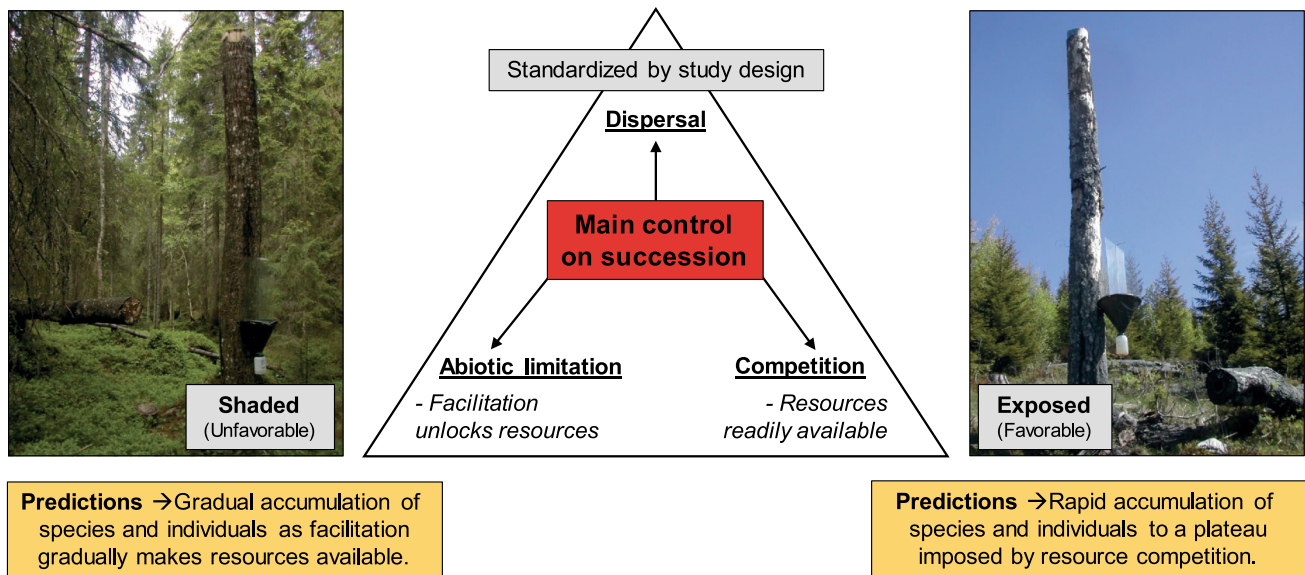 Standardized by study design
Dispersal
Main control
on succession
Abiotic limitation
- Facilitation
unlocks resources
Competition
- Resources
readily available
Shaded
(Unfavorable)
Exposed
(Favorable)
Predictions →Gradual accumulation of
species and individuals as facilitation
gradually makes resources available.
Predictions →Rapid accumulation of
species and individuals to a plateau
imposed by resource competition.